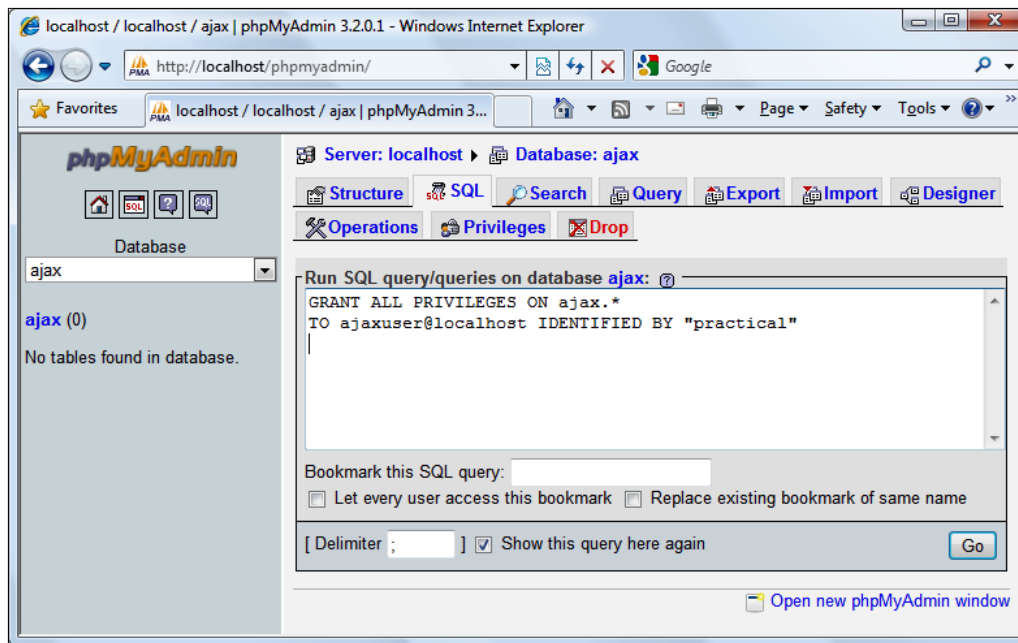 localhost / localhost / ajax | phpMyAdmin 3.2.0.1 - Windows Internet Explorer
PMA http://localhost/phpmyadmin/ Google
Favorites PMA localhost / localhost / ajax | phpMyAdmin 3... Page Safety Tools »
phpMyAdmin
SQL ? SQL
Database
ajax
ajax (0)
No tables found in database.
Server: localhost Database: ajax
Structure SQL Search Query Export Import Designer
Operations Privileges Drop
Run SQL query/queries on database ajax: ?
GRANT ALL PRIVILEGES ON ajax.*
TO ajaxuser@localhost IDENTIFIED BY "practical"
Bookmark this SQL query:
Let every user access this bookmark Replace existing bookmark of same name
[ Delimiter ; ] Show this query here again Go
Open new phpMyAdmin window